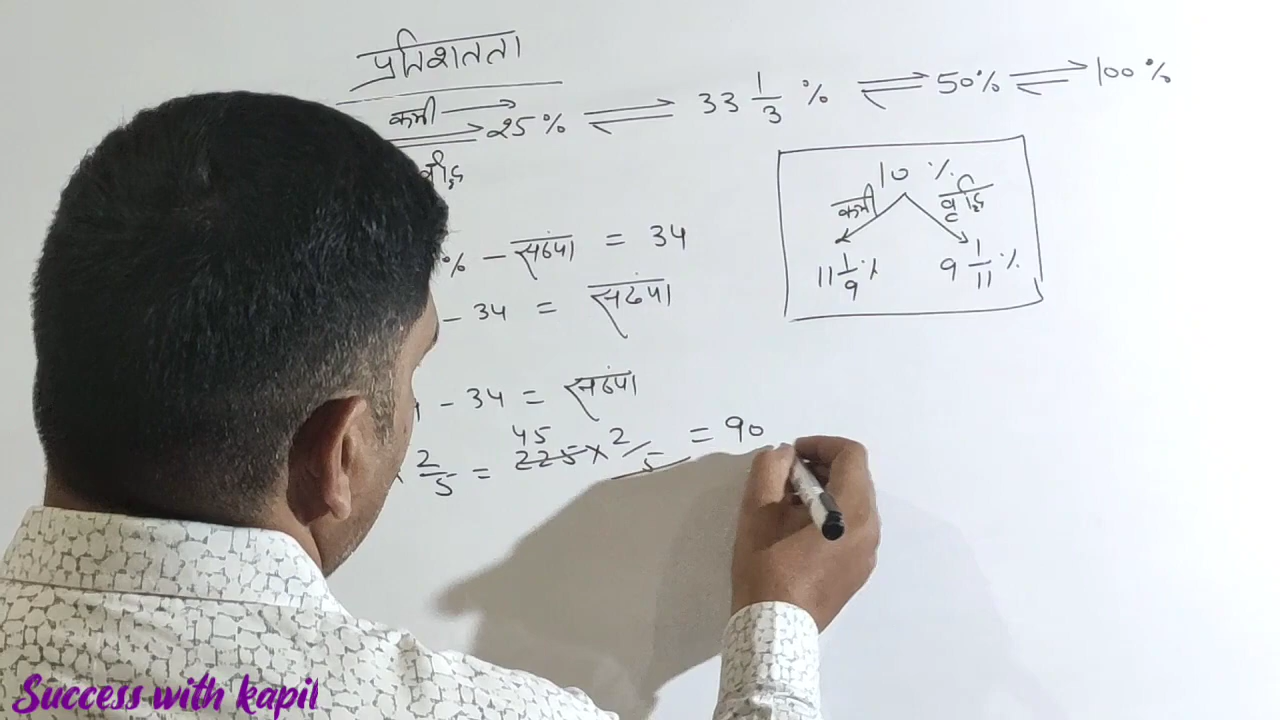 प्रतिशतता
कमी
25% 33 1/3 % 50% 100%
वृद्धि
10 %
कमी वृद्धि
11 1/9 % 9 1/11 %
% - संख्या = 34
- 34 = संख्या
- 34 = संख्या
45
2/5 = 225 x 2/5 = 90
Success with kapil